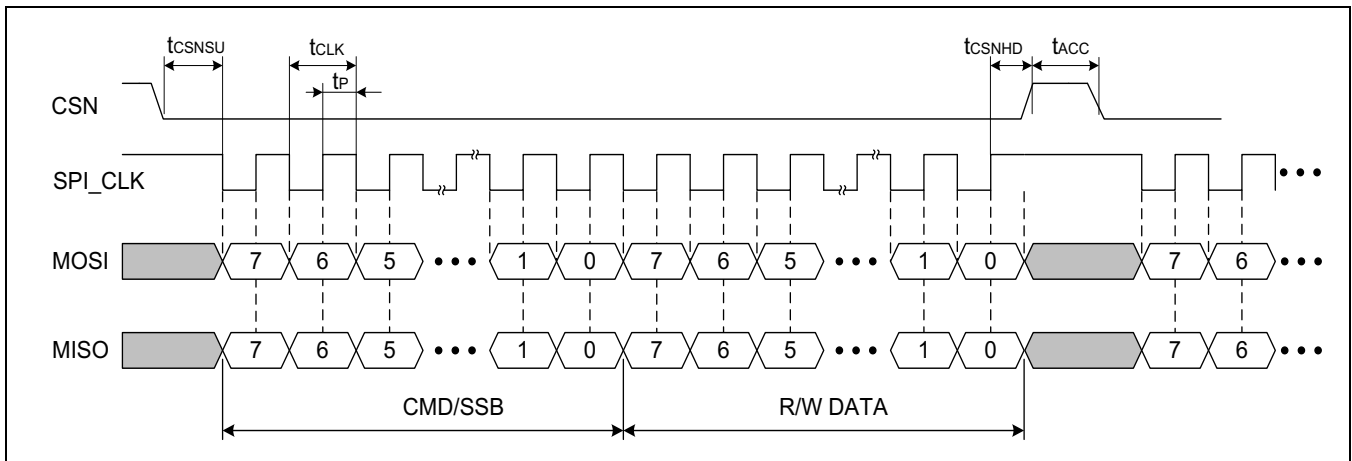 tCSNSU tCLK tCSNHD tACC
tP
CSN
SPI_CLK •••
MOSI 7 6 5 ••• 1 0 7 6 5 ••• 1 0 7 6 •••
MISO 7 6 5 ••• 1 0 7 6 5 ••• 1 0 7 6 •••
CMD/SSB R/W DATA